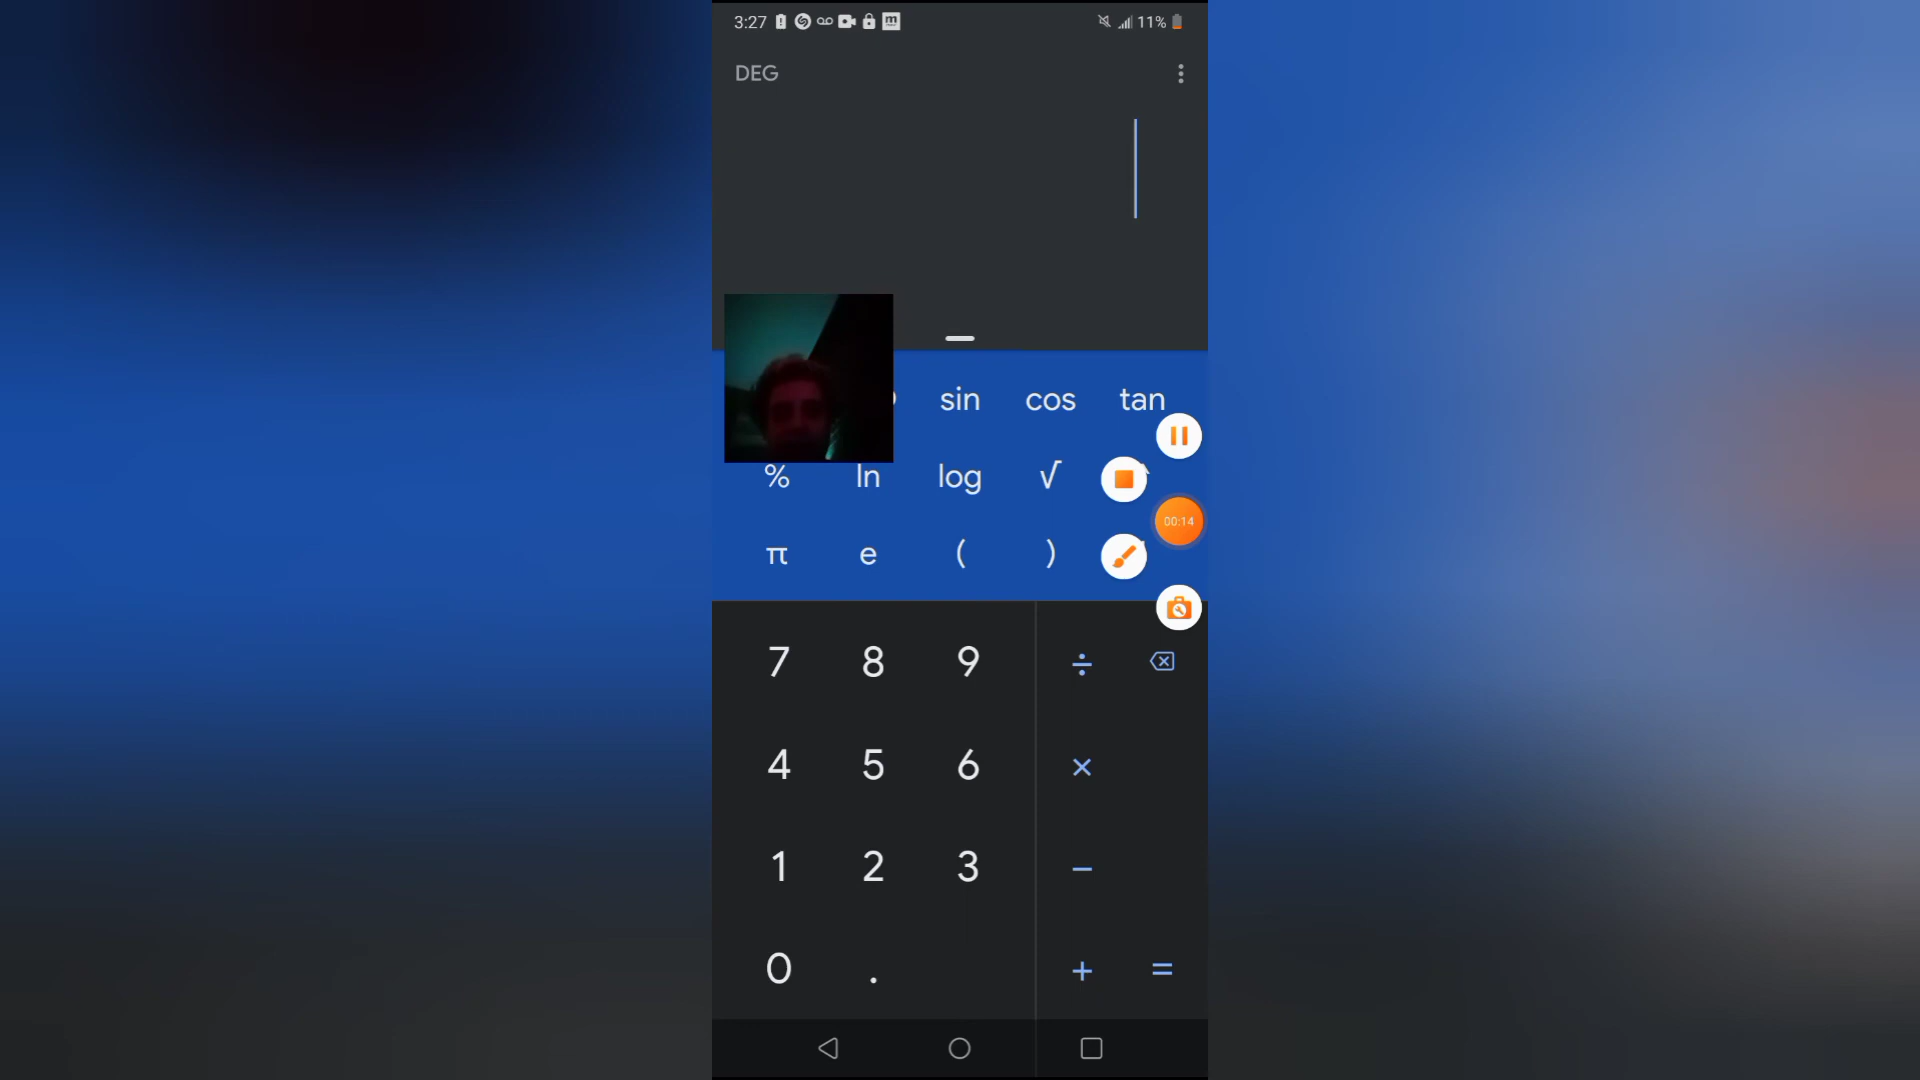 3:27 11%
DEG
sin cos tan
% ln log √
π e ( )
00:14
7 8 9 ÷
4 5 6 ×
1 2 3 −
0 . + =